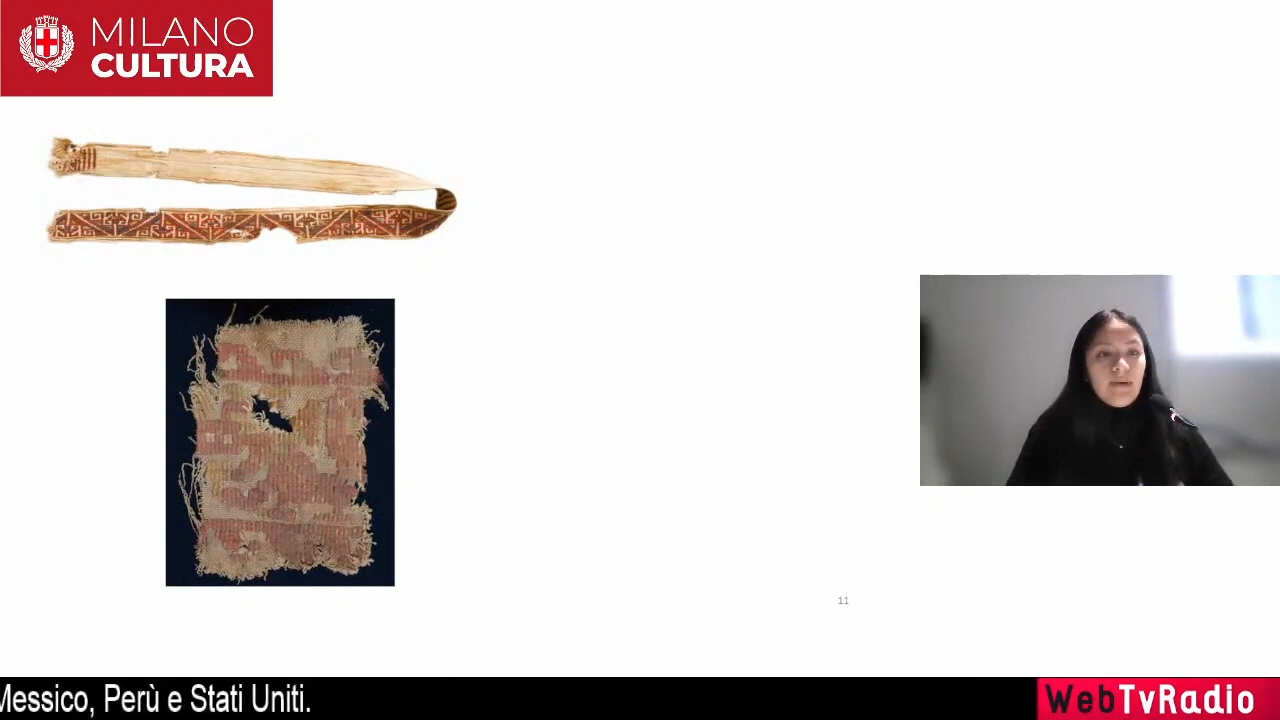 MILANO
CULTURA
11
Messico, Perù e Stati Uniti.
WebTvRadio